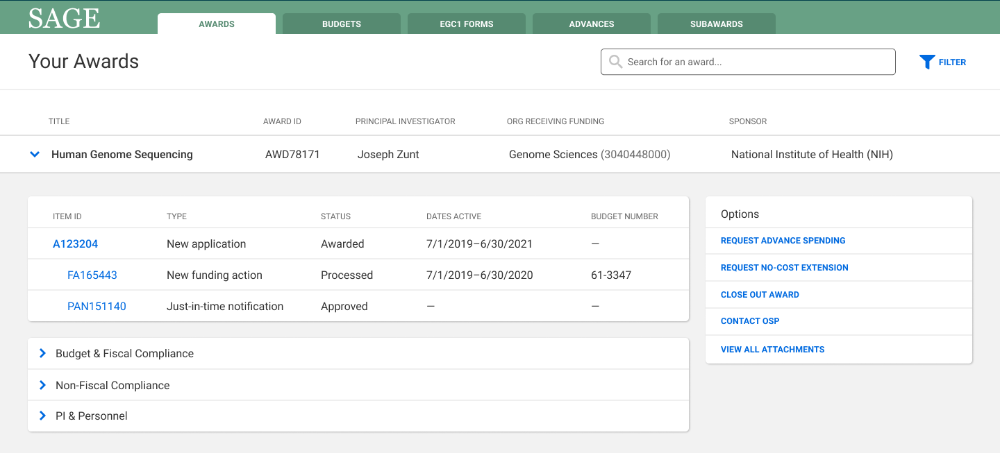 SAGE
AWARDS BUDGETS EGC1 FORMS ADVANCES SUBAWARDS
Your Awards
Search for an award...
FILTER
TITLE AWARD ID PRINCIPAL INVESTIGATOR ORG RECEIVING FUNDING SPONSOR
Human Genome Sequencing AWD78171 Joseph Zunt Genome Sciences (3040448000) National Institute of Health (NIH)
ITEM ID TYPE STATUS DATES ACTIVE BUDGET NUMBER
A123204 New application Awarded 7/1/2019–6/30/2021 —
FA165443 New funding action Processed 7/1/2019–6/30/2020 61-3347
PAN151140 Just-in-time notification Approved — —
Options
REQUEST ADVANCE SPENDING
REQUEST NO-COST EXTENSION
CLOSE OUT AWARD
CONTACT OSP
VIEW ALL ATTACHMENTS
Budget & Fiscal Compliance
Non-Fiscal Compliance
PI & Personnel